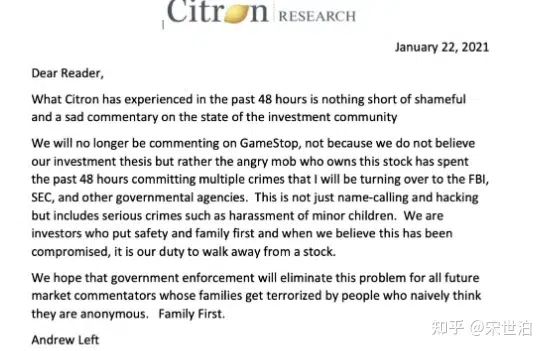 Citron RESEARCH
January 22, 2021
Dear Reader,
What Citron has experienced in the past 48 hours is nothing short of shameful
and a sad commentary on the state of the investment community
We will no longer be commenting on GameStop, not because we do not believe
our investment thesis but rather the angry mob who owns this stock has spent
the past 48 hours committing multiple crimes that I will be turning over to the FBI,
SEC, and other governmental agencies. This is not just name-calling and hacking
but includes serious crimes such as harassment of minor children. We are
investors who put safety and family first and when we believe this has been
compromised, it is our duty to walk away from a stock.
We hope that government enforcement will eliminate this problem for all future
market commentators whose families get terrorized by people who naively think
they are anonymous. Family First.
Andrew Left
知乎 @宋世泊